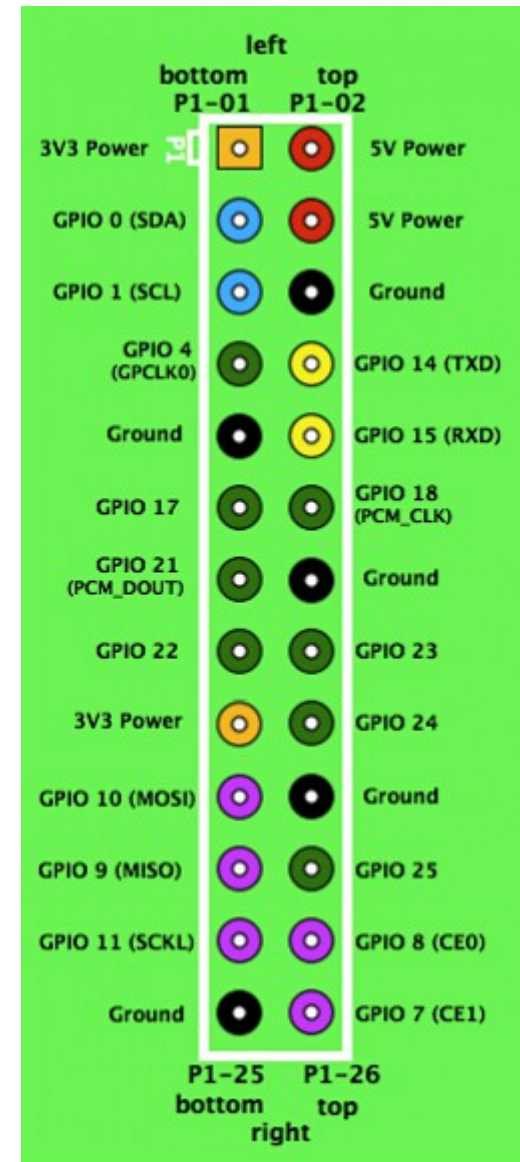 left
bottom top
P1-01 P1-02
3V3 Power P1 5V Power
GPIO 0 (SDA) 5V Power
GPIO 1 (SCL) Ground
GPIO 4
(GPCLK0) GPIO 14 (TXD)
Ground GPIO 15 (RXD)
GPIO 17 GPIO 18
(PCM_CLK)
GPIO 21
(PCM_DOUT) Ground
GPIO 22 GPIO 23
3V3 Power GPIO 24
GPIO 10 (MOSI) Ground
GPIO 9 (MISO) GPIO 25
GPIO 11 (SCKL) GPIO 8 (CE0)
Ground GPIO 7 (CE1)
P1-25 P1-26
bottom top
right